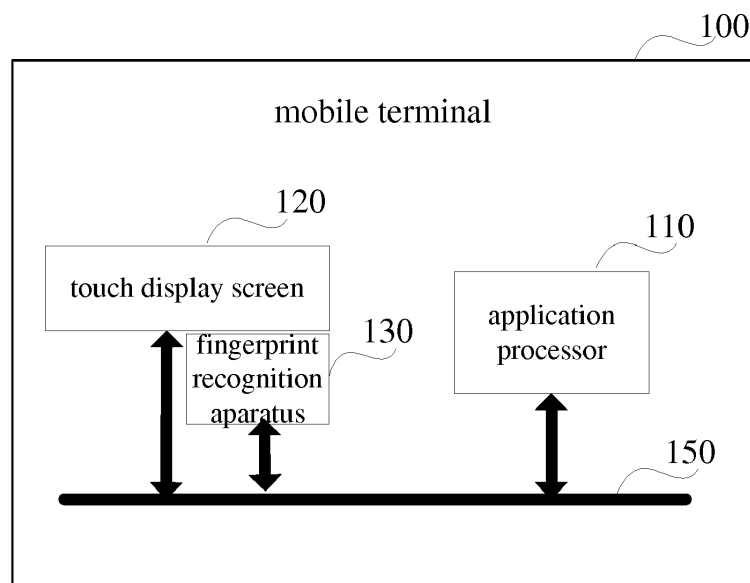 100
mobile terminal
120
110
touch display screen
application
processor
130
fingerprint
recognition
aparatus
150